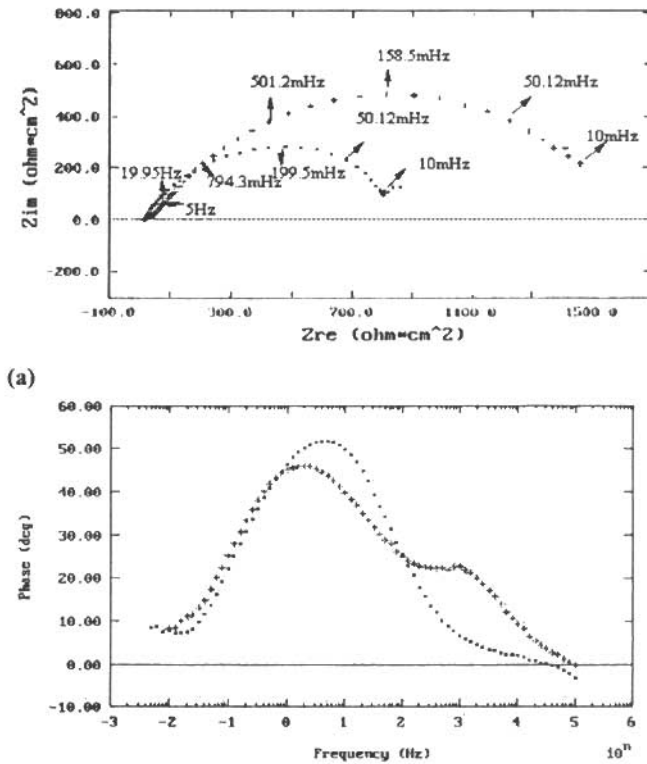 800.0
600.0
400.0
200.0
0.0
-200.0
Zim (ohm*cm^2)
158.5mHz
501.2mHz
50.12mHz
50.12mHz
10mHz
19.95Hz
794.3mHz
199.5mHz
10mHz
5Hz
-100.0 300.0 700.0 1100.0 1500.0
Zre (ohm*cm^2)
(a)
60.00
50.00
40.00
30.00
20.00
10.00
0.00
-10.00
Phase (deg)
-3 -2 -1 0 1 2 3 4 5 6
Frequency (Hz) 10^n